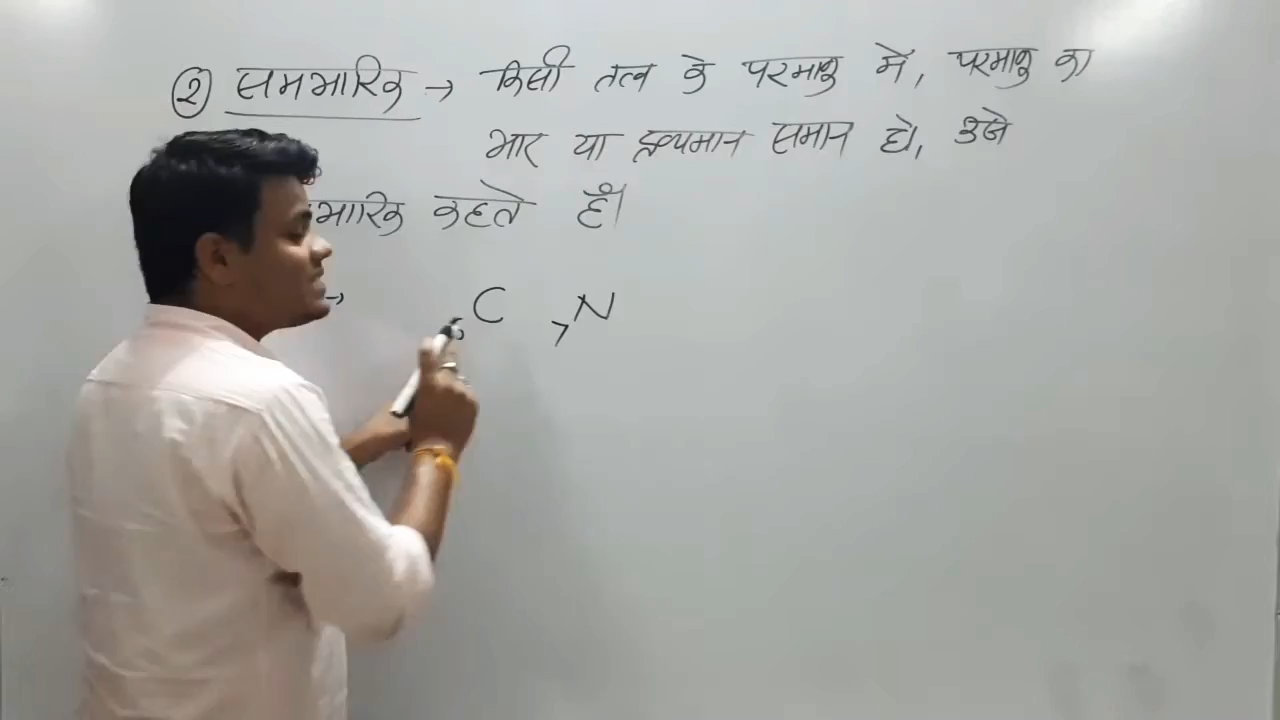 ② समभारिक → किसी तत्व के परमाणु में, परमाणु का
भार या द्रव्यमान समान हो, उसे
भारिक कहते हैं।
→ ₆C ₇N